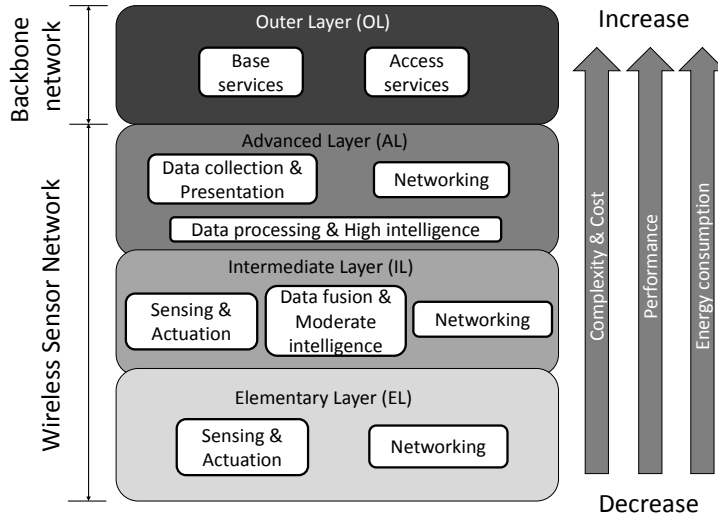 Backbone
network
Wireless Sensor Network
Outer Layer (OL)
Base
services
Access
services
Advanced Layer (AL)
Data collection &
Presentation
Networking
Data processing & High intelligence
Intermediate Layer (IL)
Sensing &
Actuation
Data fusion &
Moderate
intelligence
Networking
Elementary Layer (EL)
Sensing &
Actuation
Networking
Increase
Complexity & Cost
Performance
Energy consumption
Decrease